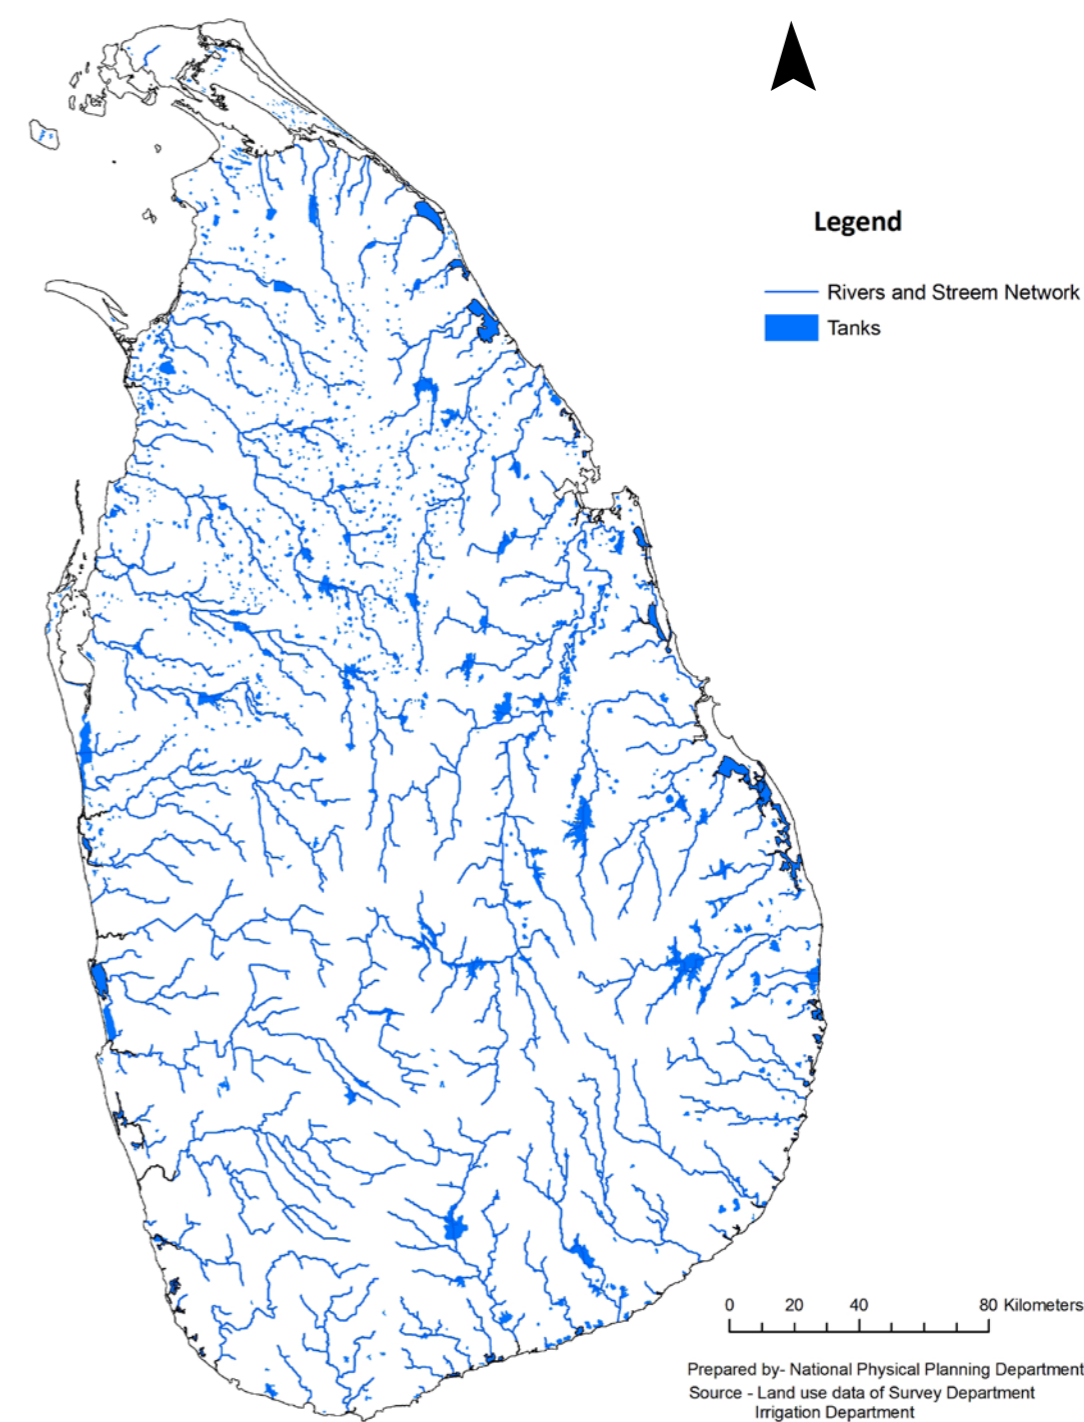 Legend
Rivers and Streem Network
Tanks
0 20 40 80 Kilometers
Prepared by- National Physical Planning Department
Source - Land use data of Survey Department
Irrigation Department